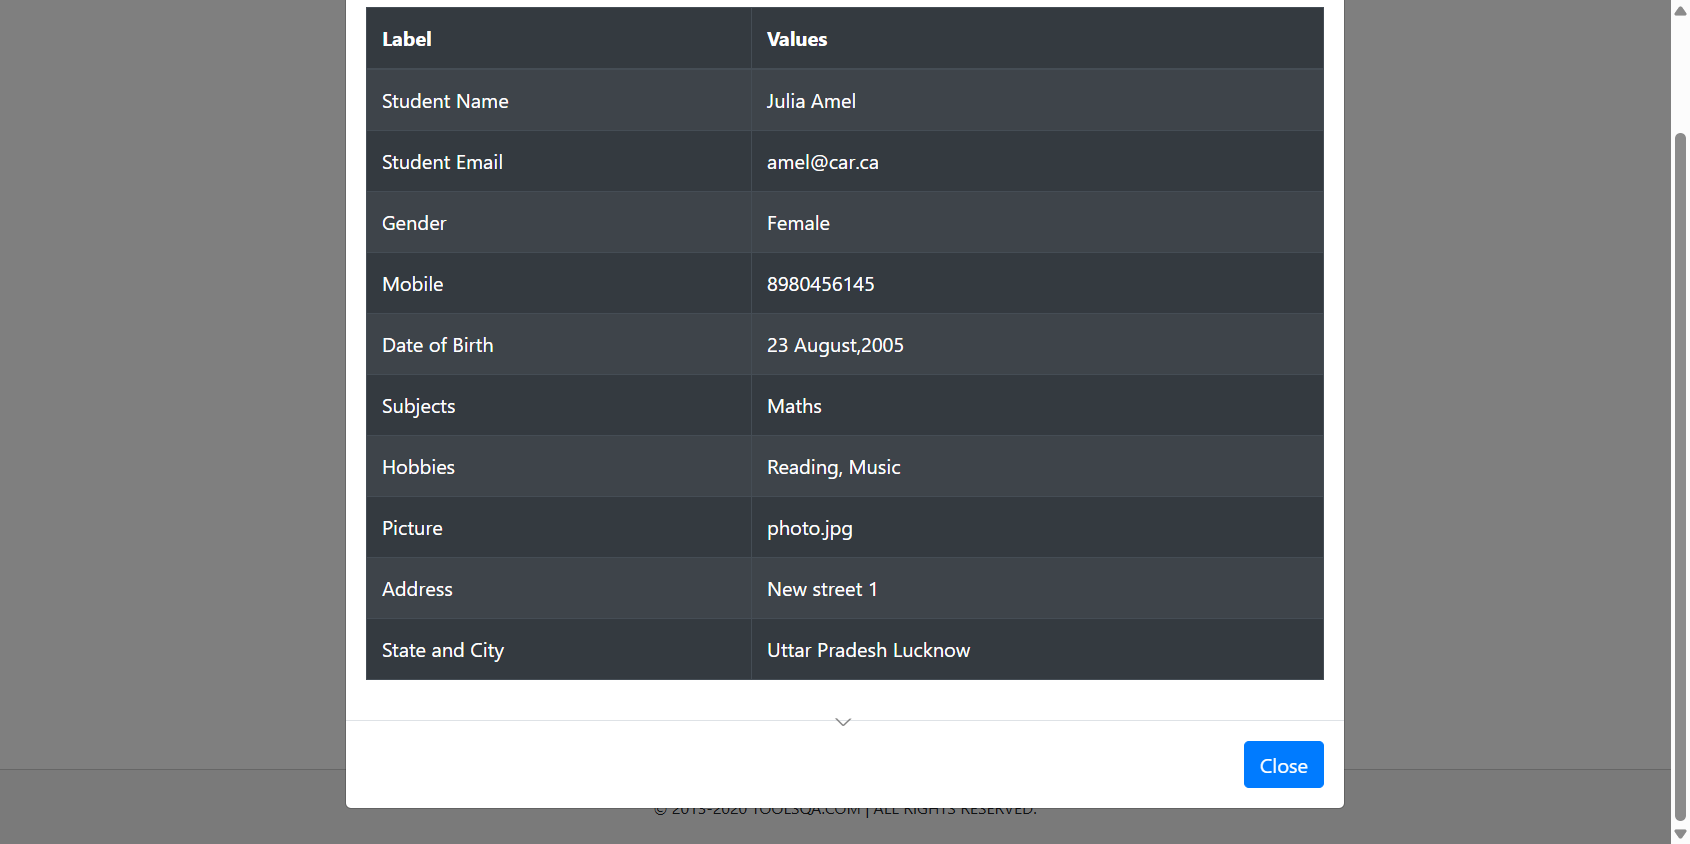 Label Values
Student Name Julia Amel
Student Email amel@car.ca
Gender Female
Mobile 8980456145
Date of Birth 23 August,2005
Subjects Maths
Hobbies Reading, Music
Picture photo.jpg
Address New street 1
State and City Uttar Pradesh Lucknow
Close
© 2013-2020 TOOLSQA.COM | ALL RIGHTS RESERVED.